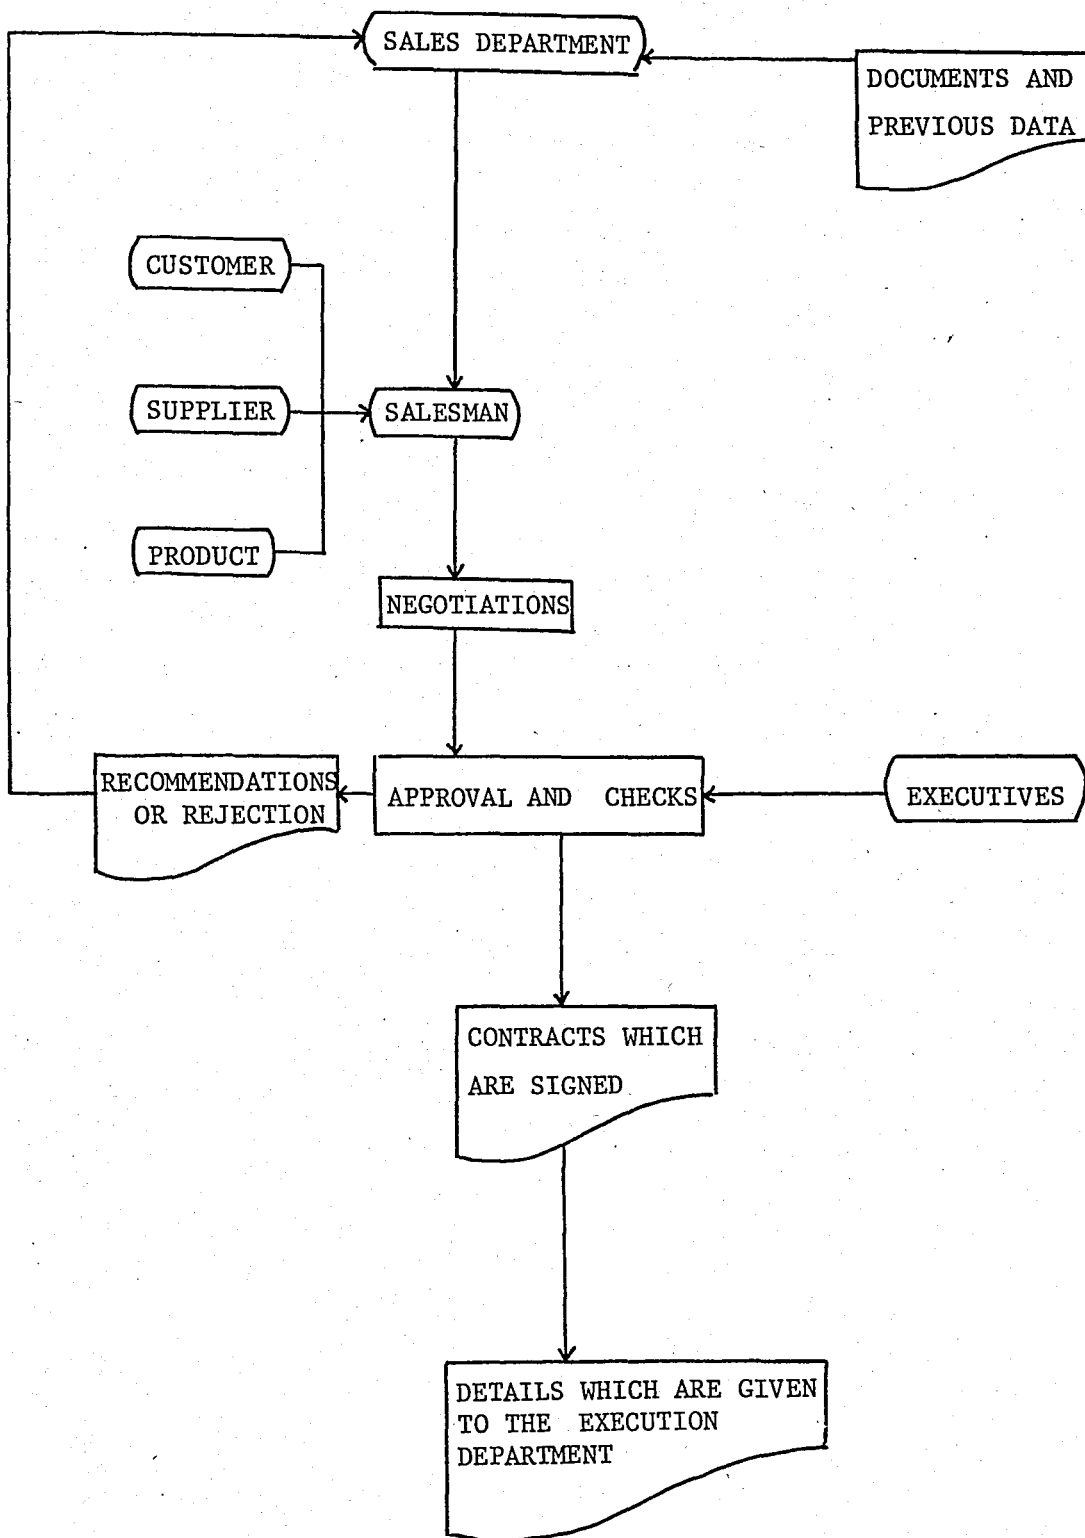 SALES DEPARTMENT
DOCUMENTS AND
PREVIOUS DATA
CUSTOMER
SUPPLIER
SALESMAN
PRODUCT
NEGOTIATIONS
RECOMMENDATIONS
OR REJECTION
APPROVAL AND CHECKS
EXECUTIVES
CONTRACTS WHICH
ARE SIGNED
DETAILS WHICH ARE GIVEN
TO THE EXECUTION
DEPARTMENT